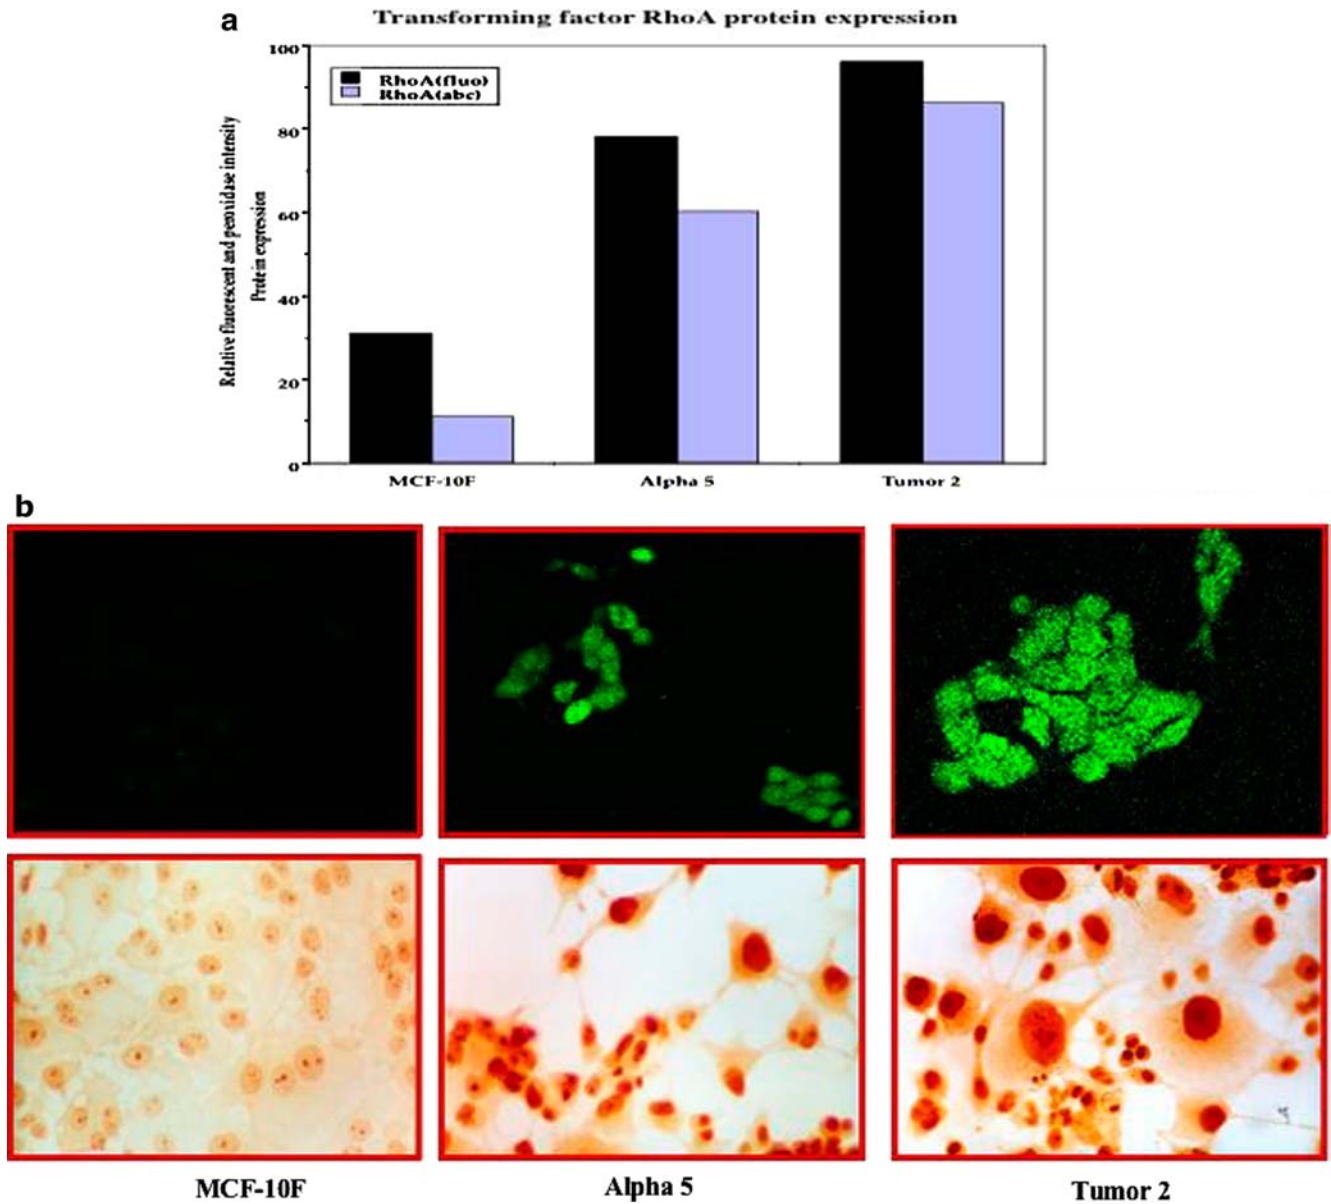 a
Transforming factor RhoA protein expression
RhoA(fluo)
RhoA(abc)
Relative fluorescent and peroxidase intensity
Protein expression
100
80
60
40
20
0
MCF-10F
Alpha 5
Tumor 2
b
MCF-10F
Alpha 5
Tumor 2